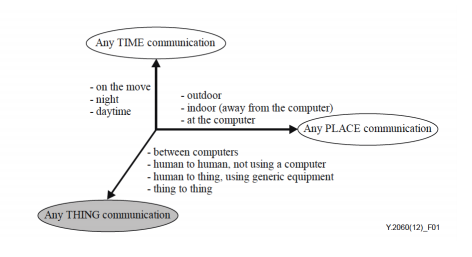 Any TIME communication
- on the move
- night
- daytime
- outdoor
- indoor (away from the computer)
- at the computer
Any PLACE communication
- between computers
- human to human, not using a computer
- human to thing, using generic equipment
- thing to thing
Any THING communication
Y.2060(12)_F01